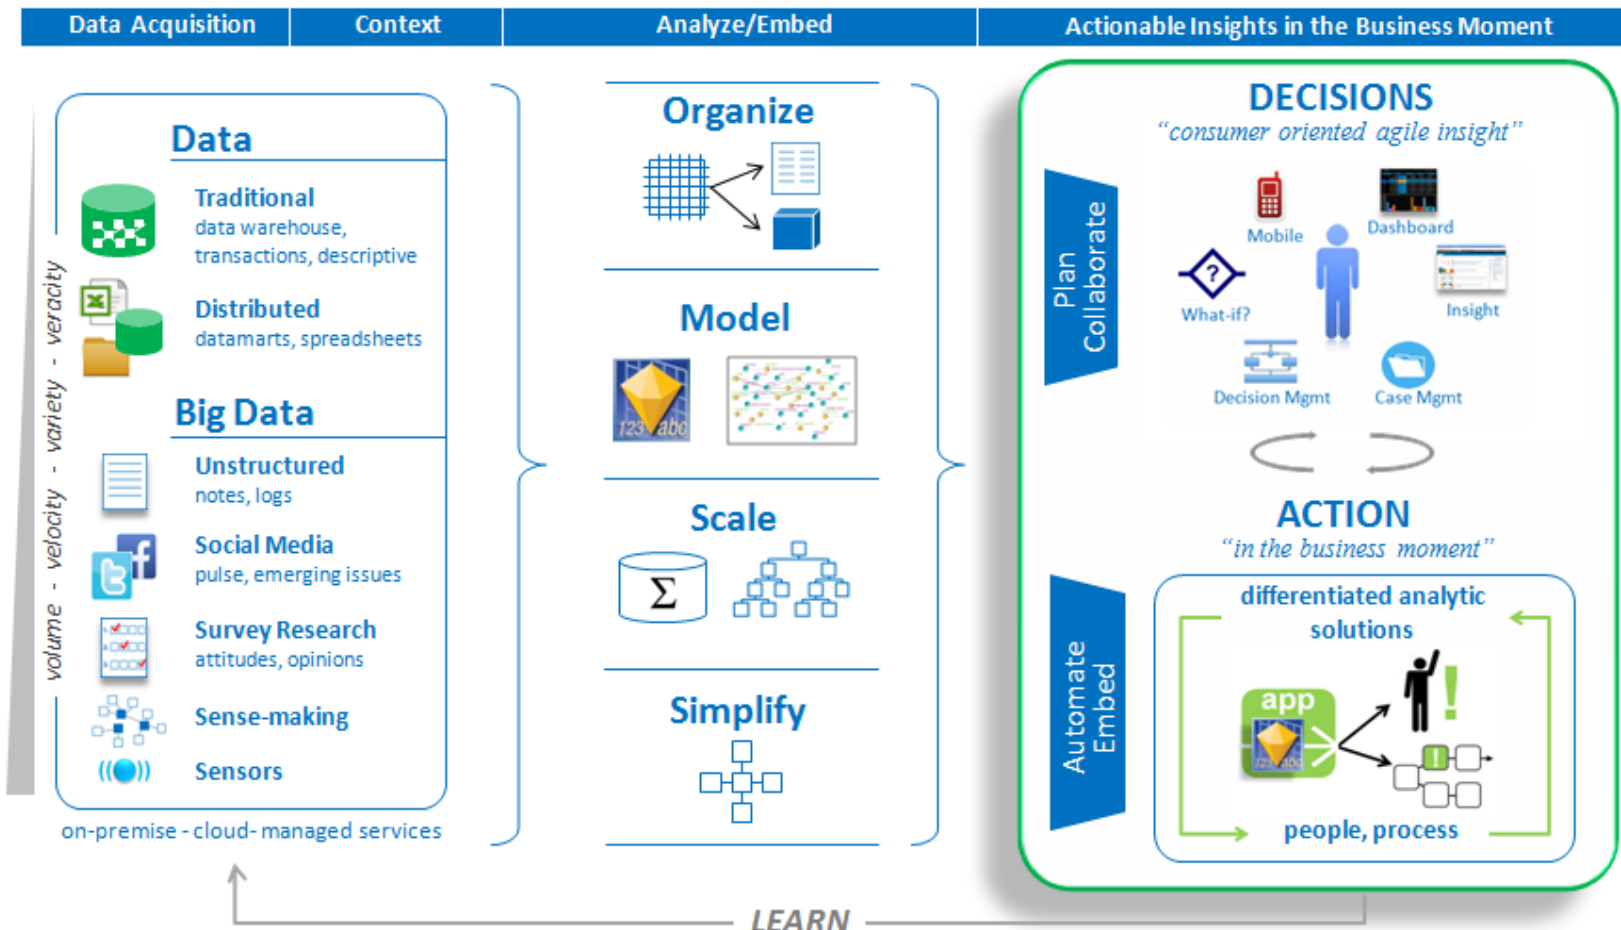 Data Acquisition
Context
Analyze/Embed
Actionable Insights in the Business Moment
volume - velocity - variety - veracity
Data
Traditional
data warehouse,
transactions, descriptive
Distributed
datamarts, spreadsheets
Big Data
Unstructured
notes, logs
Social Media
pulse, emerging issues
Survey Research
attitudes, opinions
Sense-making
Sensors
on-premise - cloud- managed services
Organize
Model
123 abc
Scale
Σ
Simplify
Plan
Collaborate
DECISIONS
“consumer oriented agile insight”
Mobile
Dashboard
?
What-if?
Insight
Decision Mgmt
Case Mgmt
ACTION
“in the business moment”
Automate
Embed
differentiated analytic
solutions
app
123 abc
!
!
people, process
LEARN